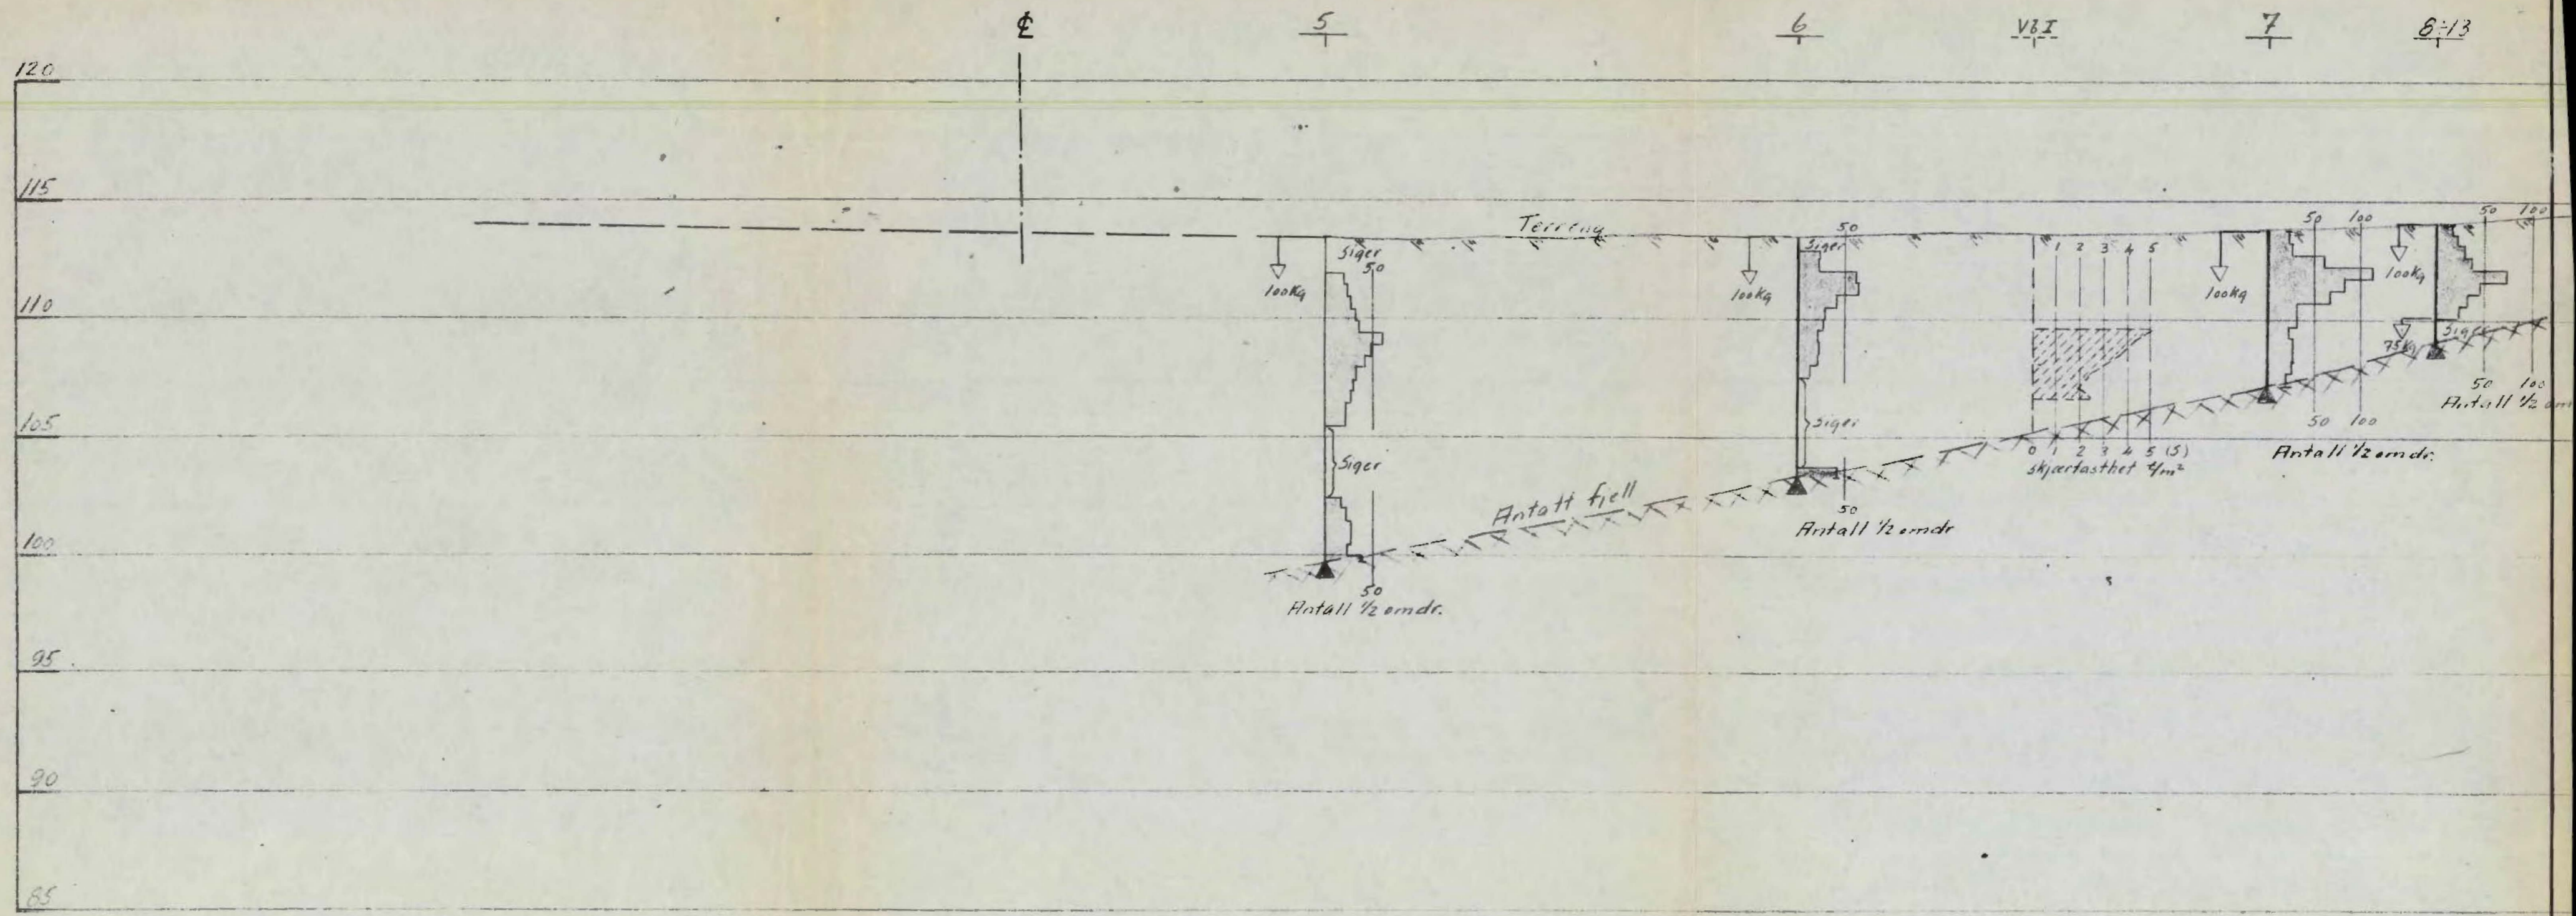 ℄ 5 6 Vb I 7 8÷13
120
115
110
105
100
95
90
85
Terreng
Siger
50
100kg
Siger
50
Antall 1/2 omdr.
50
Siger
100kg
Siger
50
Antall 1/2 omdr
Antatt fjell
1 2 3 4 5
0 1 2 3 4 5 (S)
skjærfasthet t/m²
50 100
100kg
50 100
Antall 1/2 omdr.
50 100
100kg
Siger
75kg
50 100
Antall 1/2 om